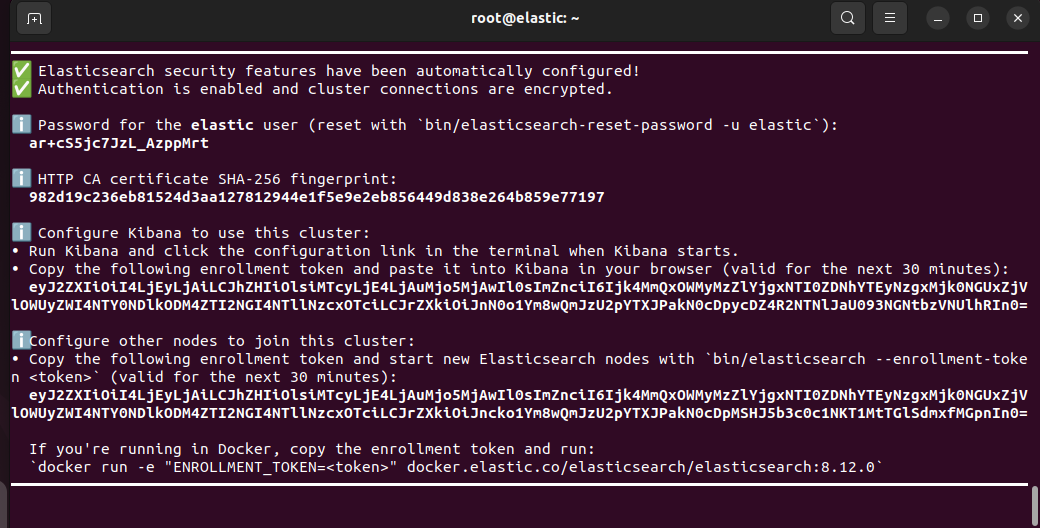 root@elastic: ~
✅ Elasticsearch security features have been automatically configured!
✅ Authentication is enabled and cluster connections are encrypted.
ℹ️ Password for the elastic user (reset with `bin/elasticsearch-reset-password -u elastic`):
ar+cS5jc7JzL_AzppMrt
ℹ️ HTTP CA certificate SHA-256 fingerprint:
982d19c236eb81524d3aa127812944e1f5e9e2eb856449d838e264b859e77197
ℹ️ Configure Kibana to use this cluster:
• Run Kibana and click the configuration link in the terminal when Kibana starts.
• Copy the following enrollment token and paste it into Kibana in your browser (valid for the next 30 minutes):
eyJ2ZXIiOiI4LjEyLjAiLCJhZHIiOlsiMTcyLjE4LjAuMjo5MjAwIl0sImZnciI6Ijk4MmQxOWMyMzZlYjgxNTI0ZDNhYTEyNzgxMjk0NGUxZjV
lOWUyZWI4NTY0NDlkODM4ZTI2NGI4NTllNzcxOTciLCJrZXkiOiJnN0o1Ym8wQmJzU2pYTXJPakN0cDpycDZ4R2NTNlJaU093NGNtbzVNUlhRIn0=
ℹ️Configure other nodes to join this cluster:
• Copy the following enrollment token and start new Elasticsearch nodes with `bin/elasticsearch --enrollment-toke
n <token>` (valid for the next 30 minutes):
eyJ2ZXIiOiI4LjEyLjAiLCJhZHIiOlsiMTcyLjE4LjAuMjo5MjAwIl0sImZnciI6Ijk4MmQxOWMyMzZlYjgxNTI0ZDNhYTEyNzgxMjk0NGUxZjV
lOWUyZWI4NTY0NDlkODM4ZTI2NGI4NTllNzcxOTciLCJrZXkiOiJncko1Ym8wQmJzU2pYTXJPakN0cDpMSHJ5b3c0c1NKT1MtTGlSdmxfMGpnIn0=
If you're running in Docker, copy the enrollment token and run:
`docker run -e "ENROLLMENT_TOKEN=<token>" docker.elastic.co/elasticsearch/elasticsearch:8.12.0`